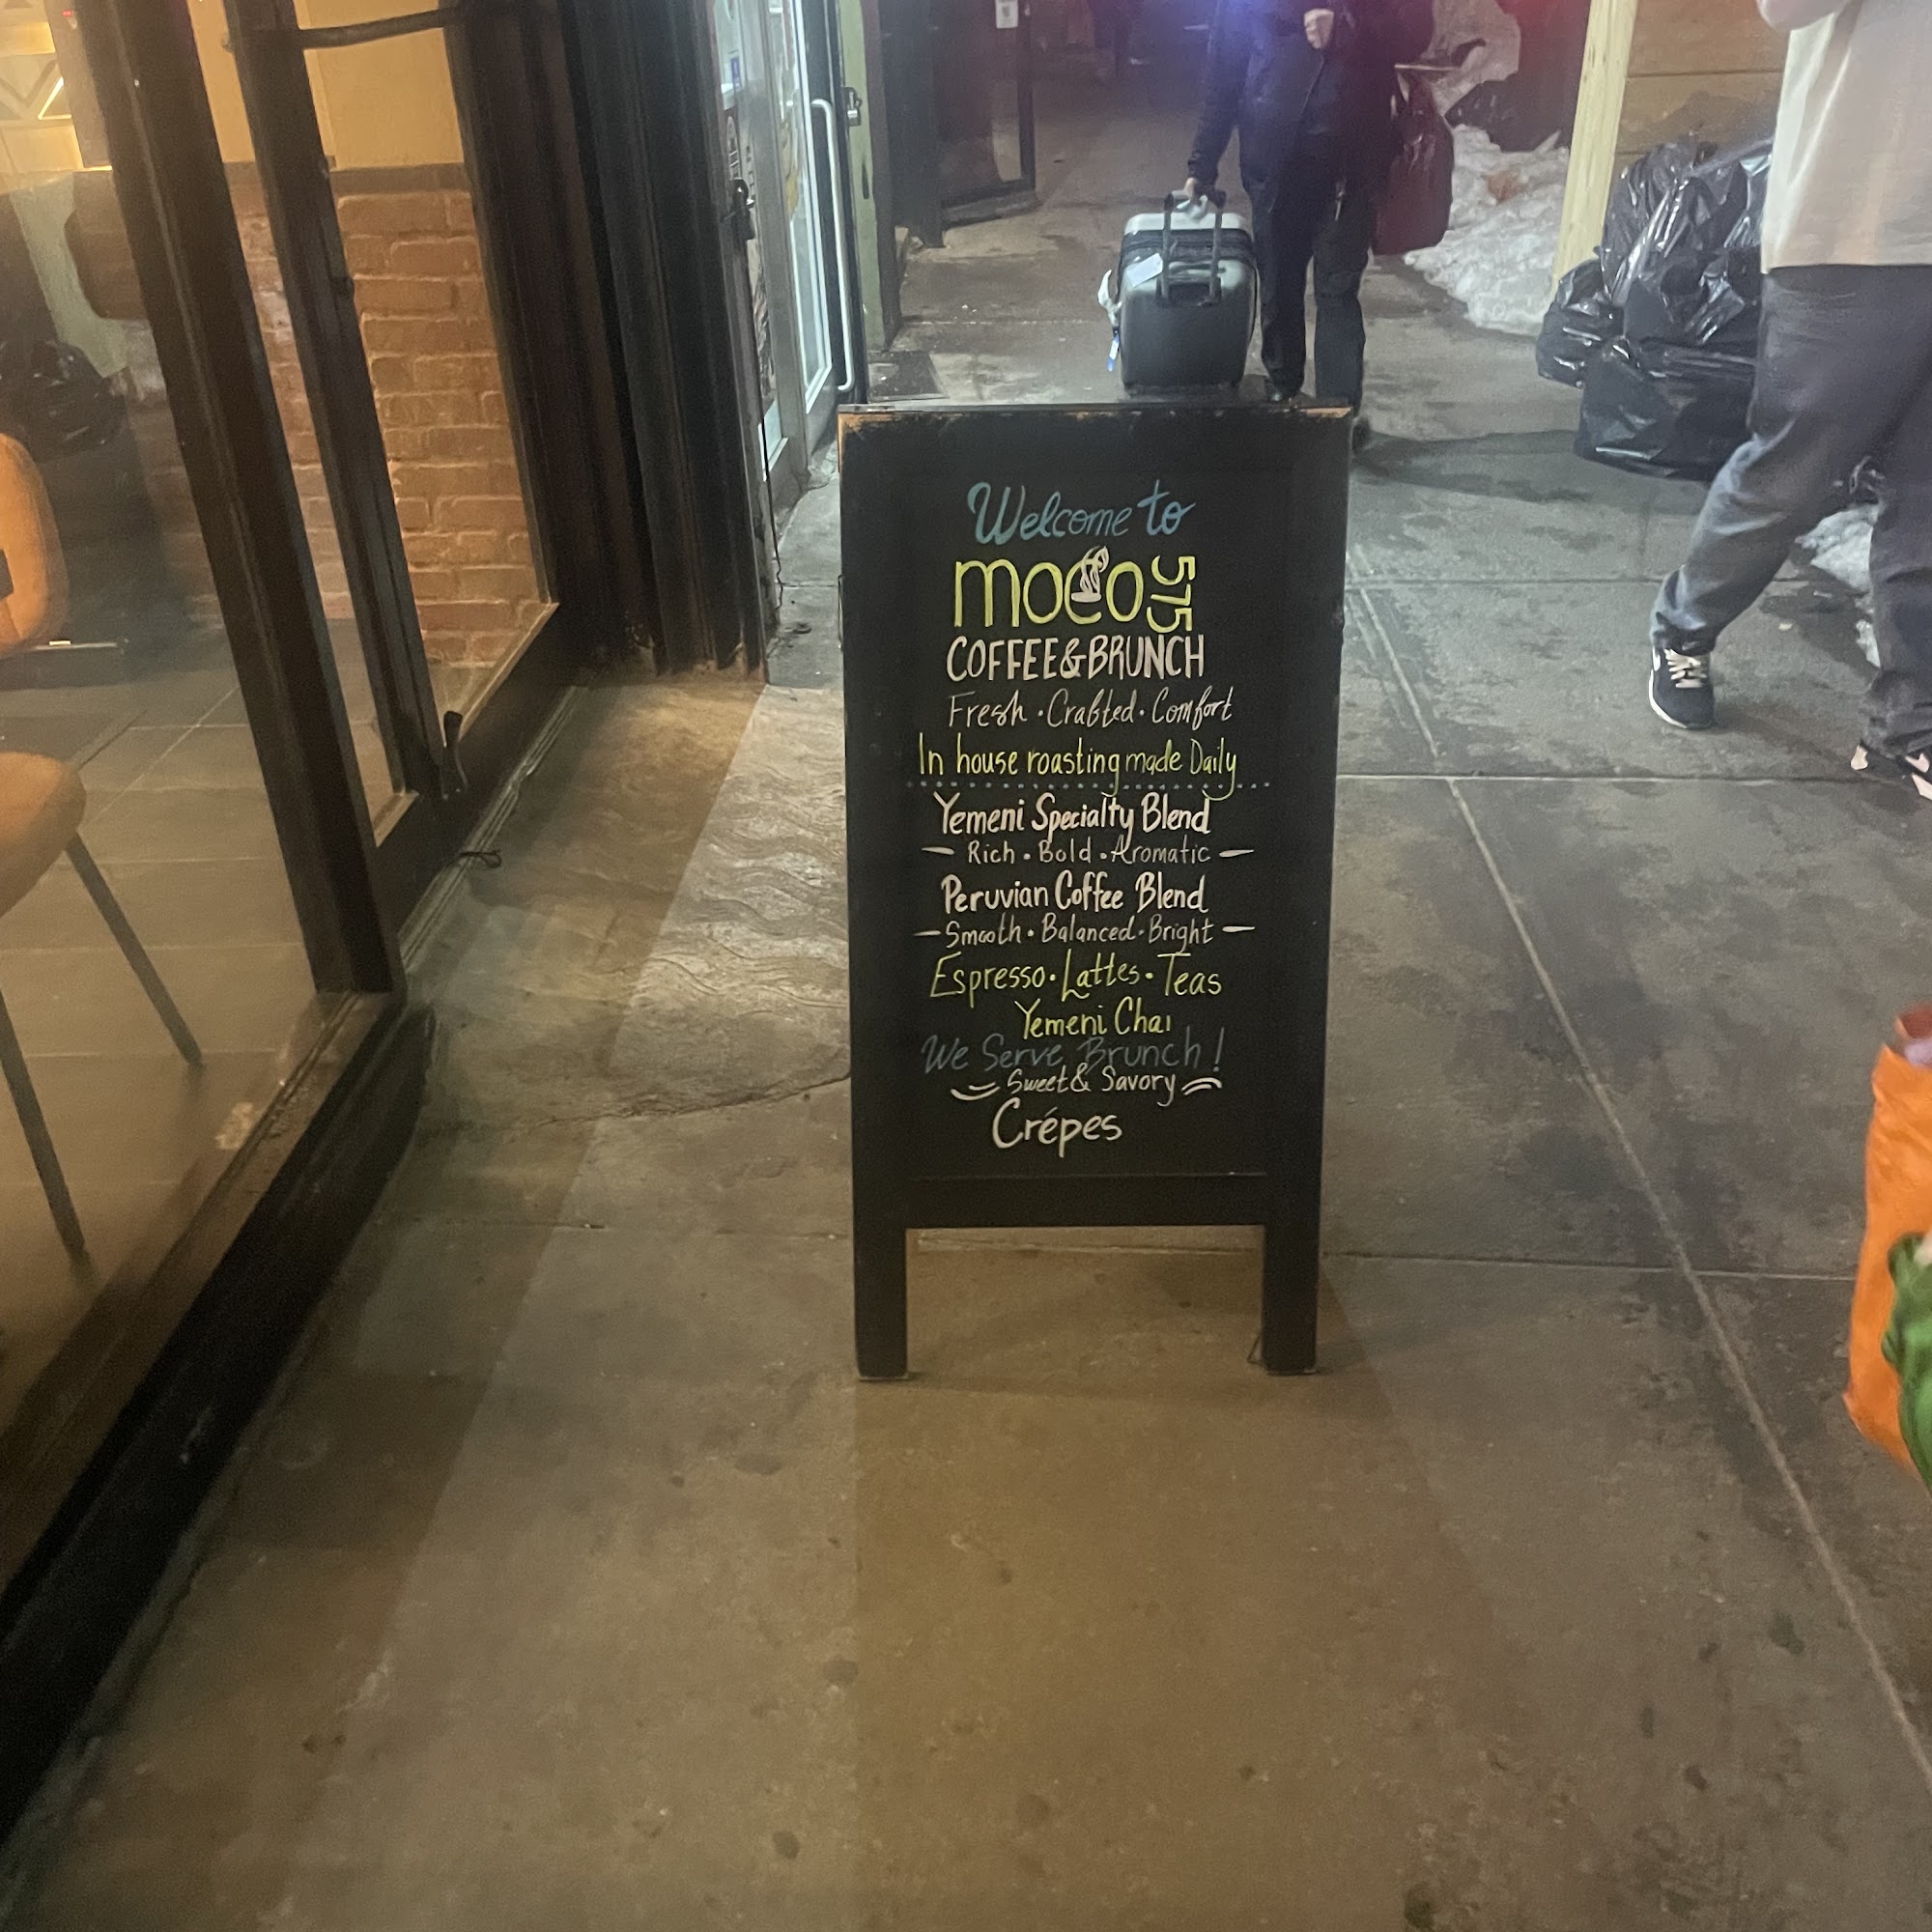 Welcome to
moco 515
COFFEE&BRUNCH
Fresh · Crafted · Comfort
In house roasting made Daily
Yemeni Specialty Blend
Rich · Bold · Aromatic
Peruvian Coffee Blend
Smooth · Balanced · Bright
Espresso · Lattes · Teas
Yemeni Chai
We Serve Brunch!
Sweet & Savory
Crépes